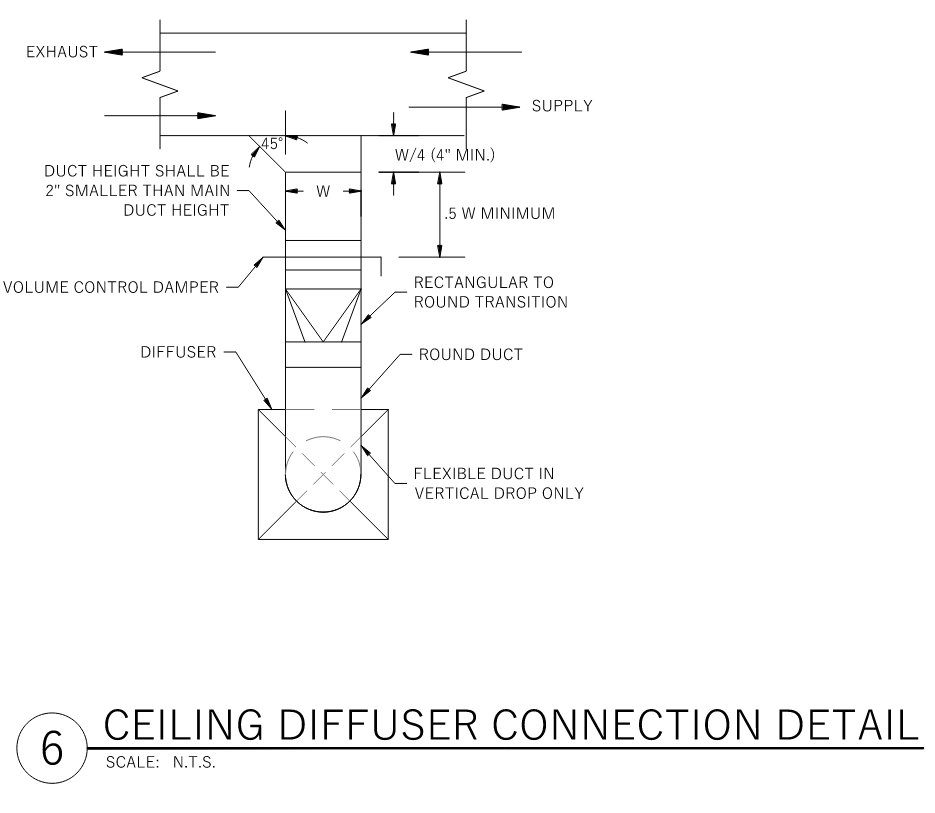 EXHAUST
SUPPLY
45°
W/4 (4" MIN.)
DUCT HEIGHT SHALL BE
2" SMALLER THAN MAIN
DUCT HEIGHT
W
.5 W MINIMUM
VOLUME CONTROL DAMPER
RECTANGULAR TO
ROUND TRANSITION
DIFFUSER
ROUND DUCT
FLEXIBLE DUCT IN
VERTICAL DROP ONLY
6
CEILING DIFFUSER CONNECTION DETAIL
SCALE: N.T.S.